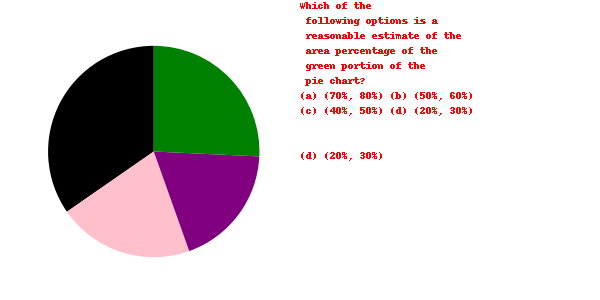 Which of the
following options is a
reasonable estimate of the
area percentage of the
green portion of the
pie chart?
(a) (70%, 80%) (b) (50%, 60%)
(c) (40%, 50%) (d) (20%, 30%)
(d) (20%, 30%)